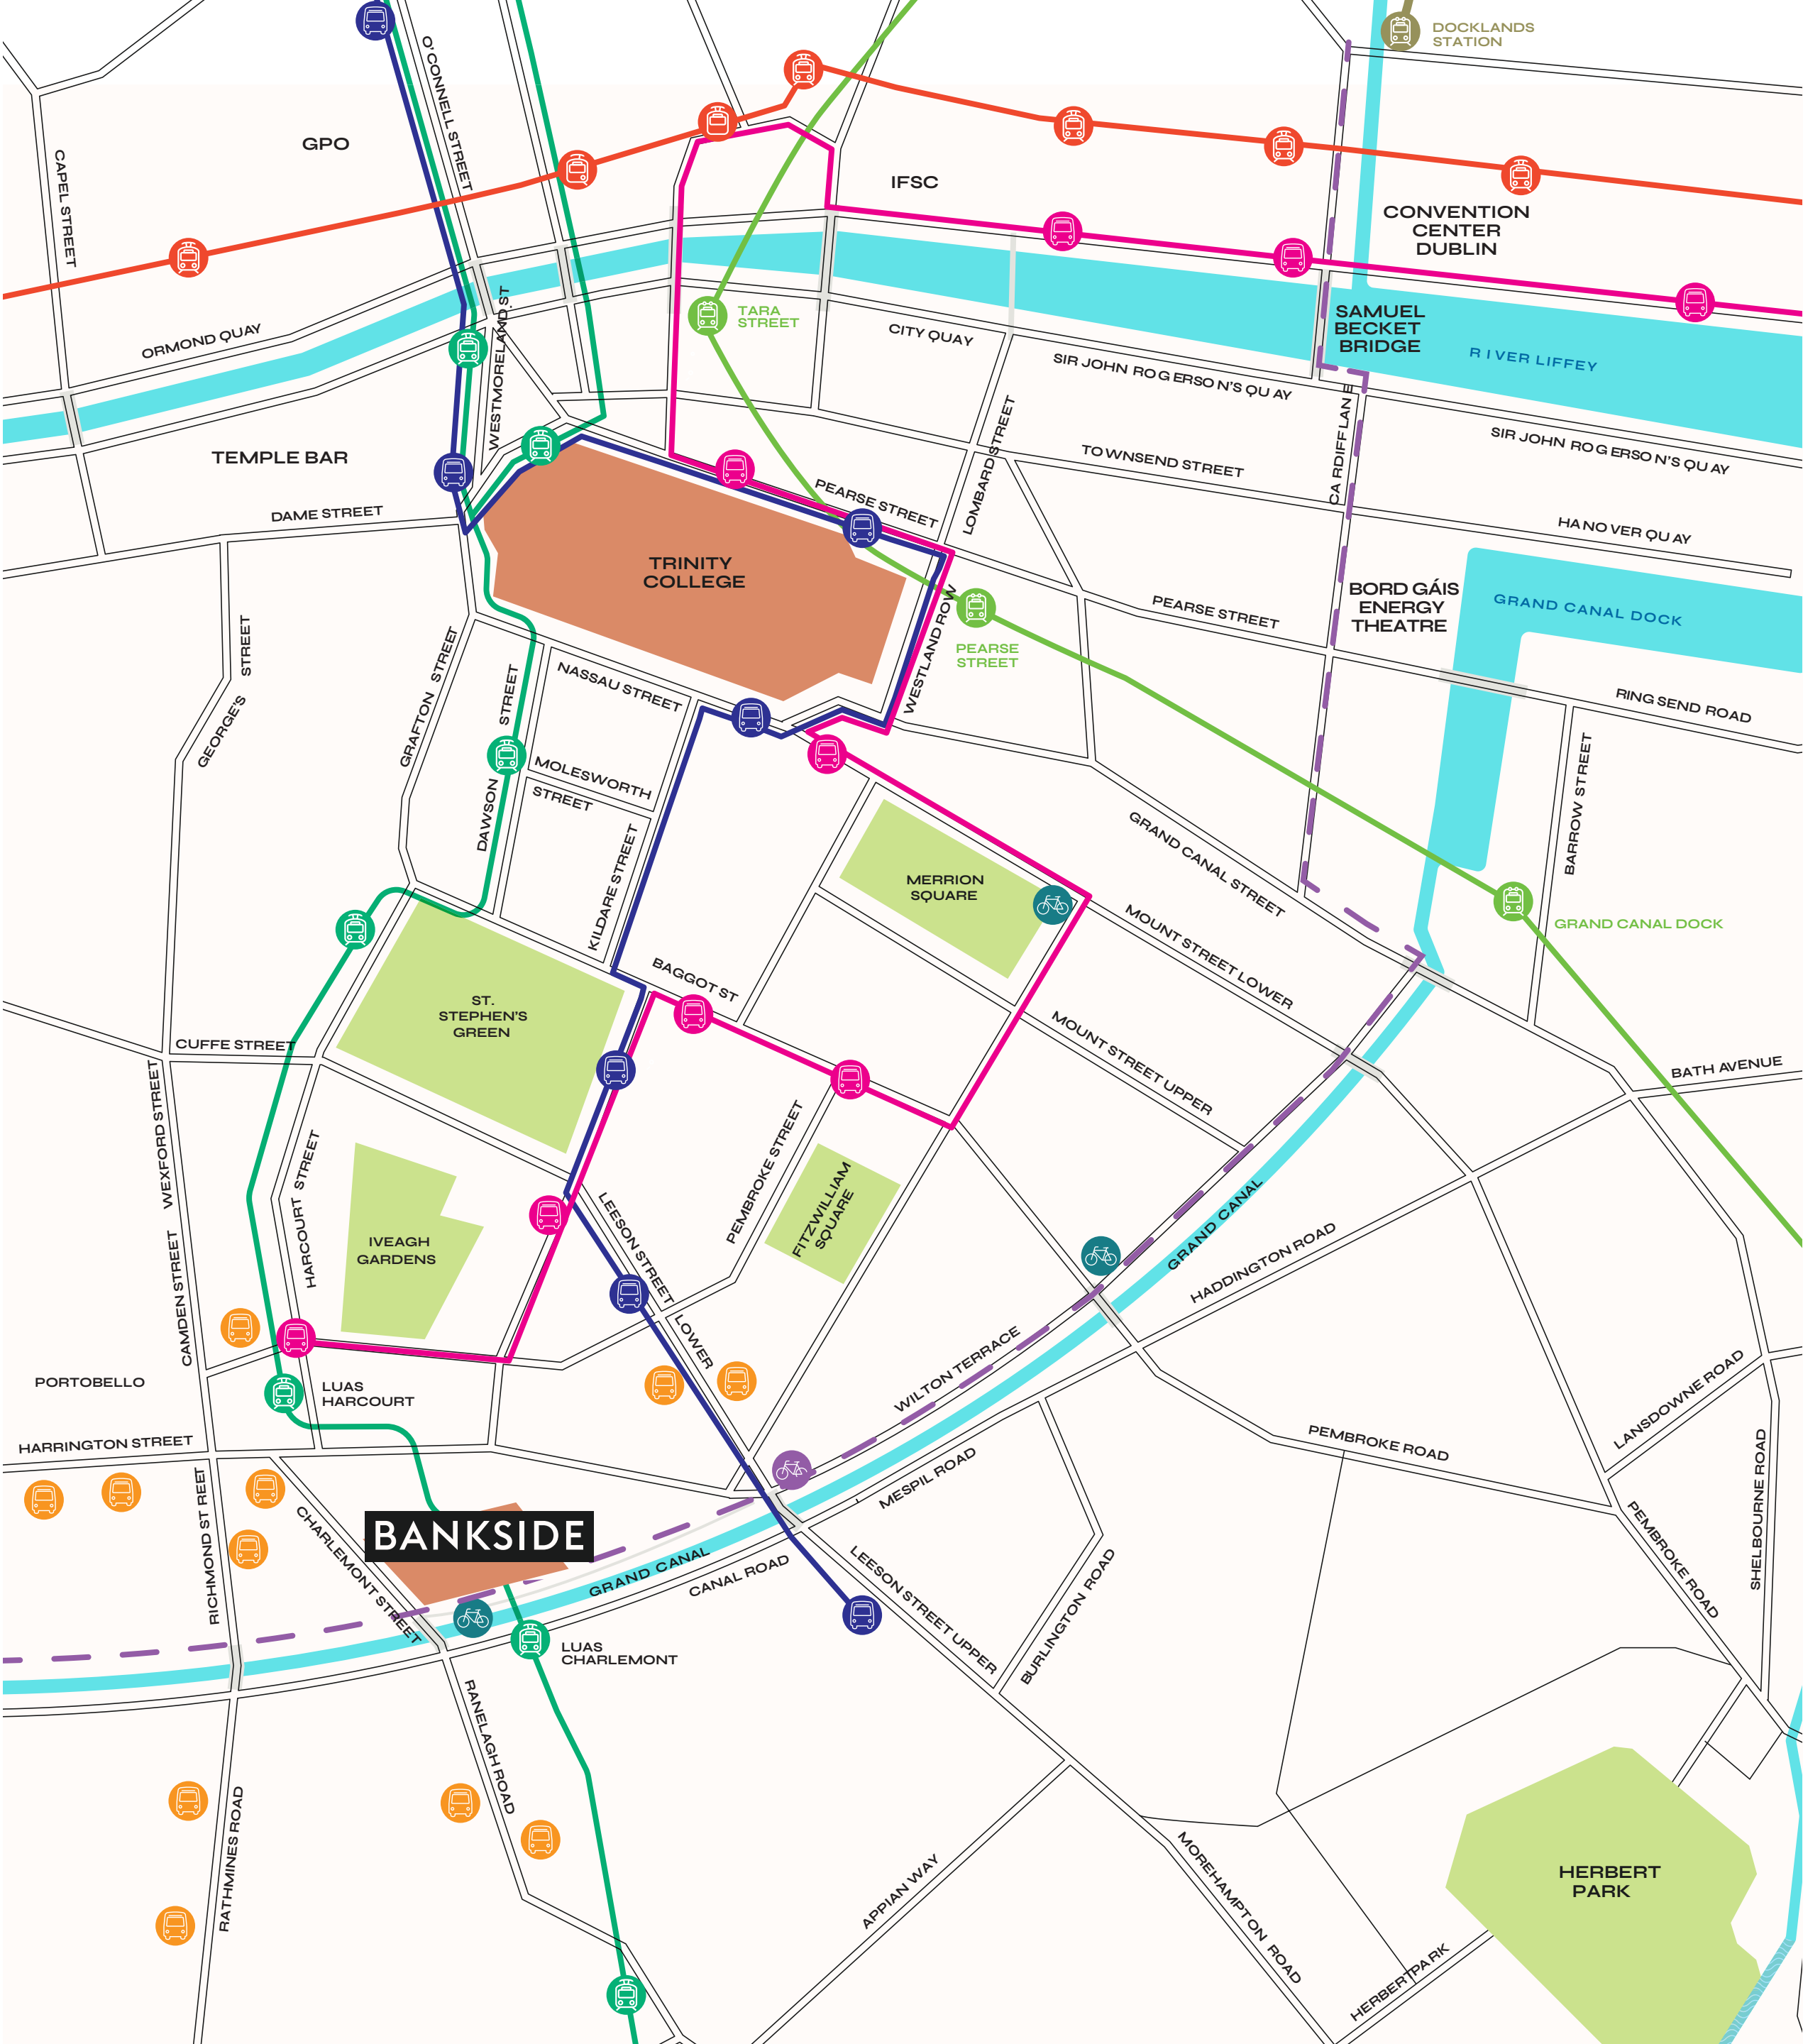 DOCKLANDS
STATION
O'CONNELL STREET
GPO
CAPEL STREET
IFSC
CONVENTION
CENTER
DUBLIN
TARA
STREET
SAMUEL
BECKET
BRIDGE
RIVER LIFFEY
ORMOND QUAY
WESTMORELAND ST
CITY QUAY
SIR JOHN ROGERSON'S QUAY
CARDIFF LANE
SIR JOHN ROGERSON'S QUAY
TEMPLE BAR
TOWNSEND STREET
LOMBARD STREET
PEARSE STREET
DAME STREET
HANOVER QUAY
TRINITY
COLLEGE
BORD GÁIS
ENERGY
THEATRE
GRAND CANAL DOCK
PEARSE STREET
WESTLAND ROW
PEARSE
STREET
GEORGE'S STREET
GRAFTON STREET
DAWSON STREET
NASSAU STREET
RING SEND ROAD
MOLESWORTH
STREET
BARROW STREET
KILDARE STREET
GRAND CANAL STREET
MERRION
SQUARE
GRAND CANAL DOCK
MOUNT STREET LOWER
BAGGOT ST
ST.
STEPHEN'S
GREEN
MOUNT STREET UPPER
CUFFE STREET
BATH AVENUE
WEXFORD STREET
HARCOURT STREET
PEMBROKE STREET
FITZWILLIAM
SQUARE
LEESON STREET LOWER
IVEAGH
GARDENS
GRAND CANAL
HADDINGTON ROAD
CAMDEN STREET
WILTON TERRACE
PORTOBELLO
LUAS
HARCOURT
LANSDOWNE ROAD
HARRINGTON STREET
PEMBROKE ROAD
MESPIL ROAD
SHELBOURNE ROAD
RICHMOND ST REET
CHARLEMONT STREET
BANKSIDE
PEMBROKE ROAD
GRAND CANAL
CANAL ROAD
LEESON STREET UPPER
BURLINGTON ROAD
LUAS
CHARLEMONT
RANELAGH ROAD
RATHMINES ROAD
APPIAN WAY
MOREHAMPTON ROAD
HERBERT
PARK
HERBERT PARK